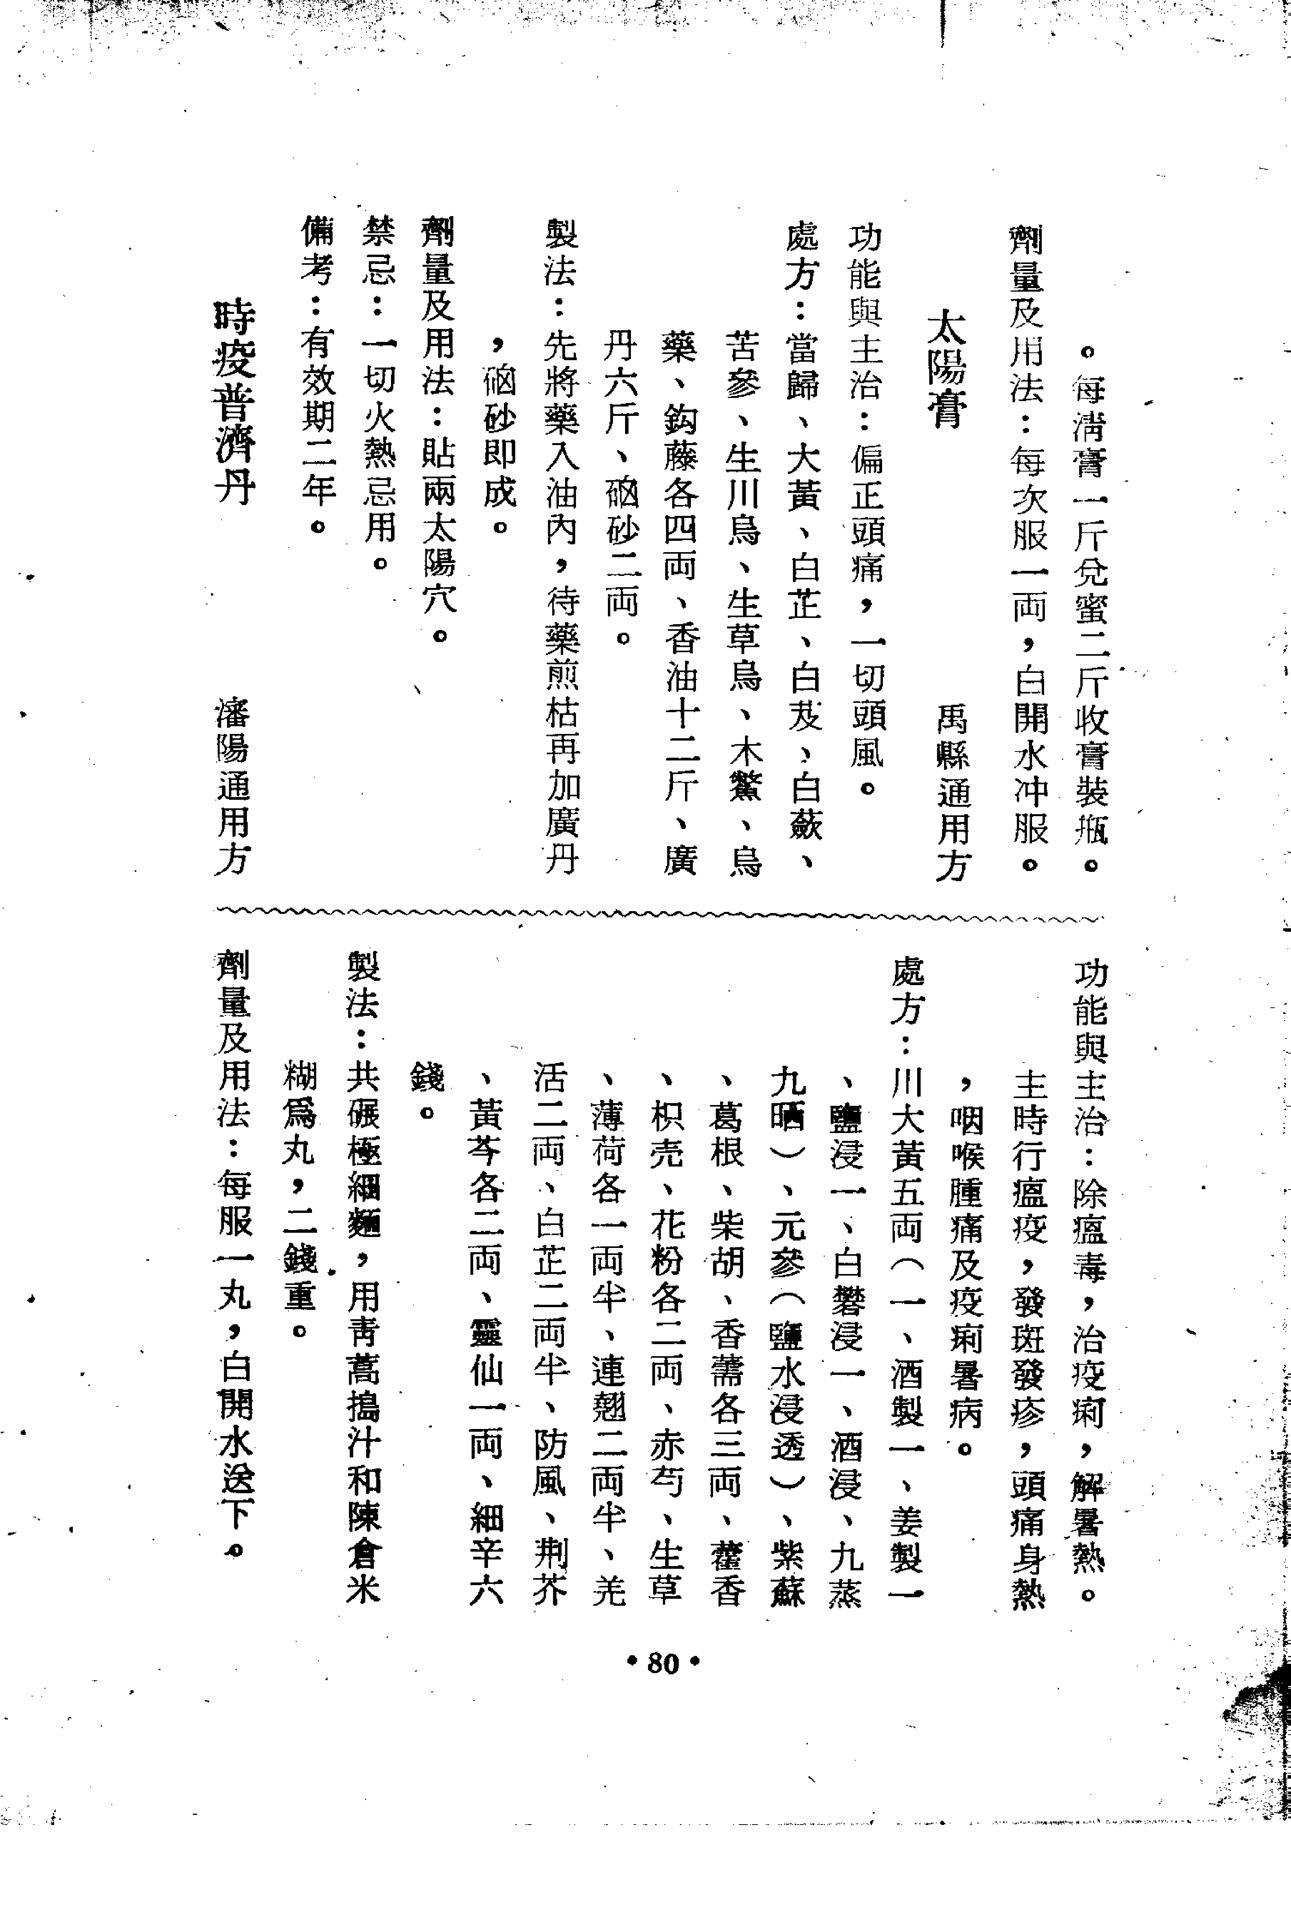 。每淸膏一斤兌蜜二斤收膏裝瓶。
劑量及用法：每次服一両，白開水冲服。
太陽膏　禹縣通用方
功能與主治：偏正頭痛，一切頭風。
處方：當歸、大黃、白芷、白芨、白蘞、
苦參、生川烏、生草烏、木鱉、烏
藥、鈎藤各四両、香油十二斤、廣
丹六斤、硇砂二両。
製法：先將藥入油內，待藥煎枯再加廣丹
，硇砂即成。
劑量及用法：貼兩太陽穴。
禁忌：一切火熱忌用。
備考：有效期二年。
時疫普濟丹　瀋陽通用方
功能與主治：除瘟毒，治疫痢，解暑熱。
主時行瘟疫，發斑發疹，頭痛身熱
，咽喉腫痛及疫痢暑病。
處方：川大黃五両（一、酒製一、姜製一
、鹽浸一、白礬浸一、酒浸、九蒸
九晒）、元參（鹽水浸透）、紫蘇
、葛根、柴胡、香薷各三両、藿香
、枳壳、花粉各二両、赤芍、生草
、薄荷各一両半、連翹二両半、羌
活二両、白芷二両半、防風、荆芥
、黃芩各二両、靈仙一両、細辛六
錢。
製法：共碾極細麵，用靑蒿搗汁和陳倉米
糊爲丸，二錢重。
劑量及用法：每服一丸，白開水送下。
•80•